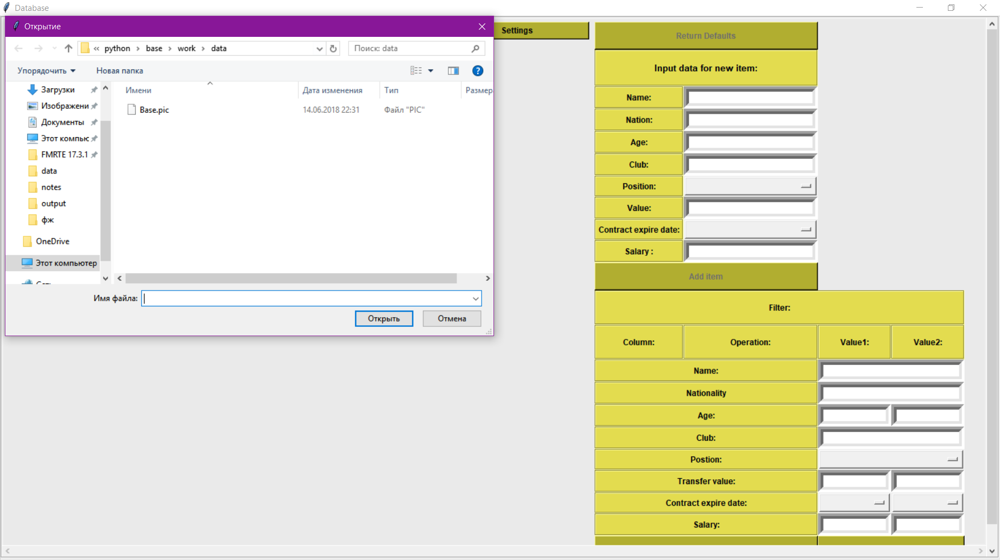 Database
Открытие
« python › base › work › data
Поиск: data
Упорядочить
Новая папка
Загрузки
Изображени
Документы
Этот компьк
FMRTE 17.3.1
data
notes
output
фж
OneDrive
Этот компьютер
Имени
Дата изменения
Тип
Размер
Base.pic
14.06.2018 22:31
Файл "PIC"
Имя файла:
Открыть
Отмена
Settings
Return Defaults
Input data for new item:
Name:
Nation:
Age:
Club:
Position:
Value:
Contract expire date:
Salary :
Add item
Filter:
Column:
Operation:
Value1:
Value2:
Name:
Nationality
Age:
Club:
Postion:
Transfer value:
Contract expire date:
Salary: